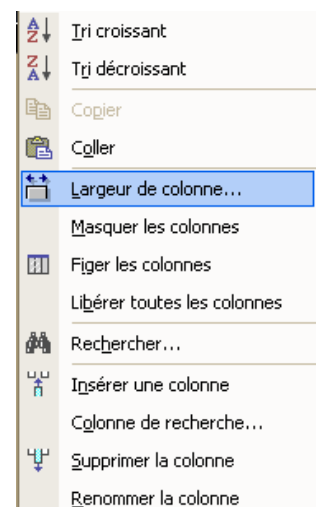 Tri croissant
Tri décroissant
Copier
Coller
Largeur de colonne...
Masquer les colonnes
Figer les colonnes
Libérer toutes les colonnes
Rechercher...
Insérer une colonne
Colonne de recherche...
Supprimer la colonne
Renommer la colonne